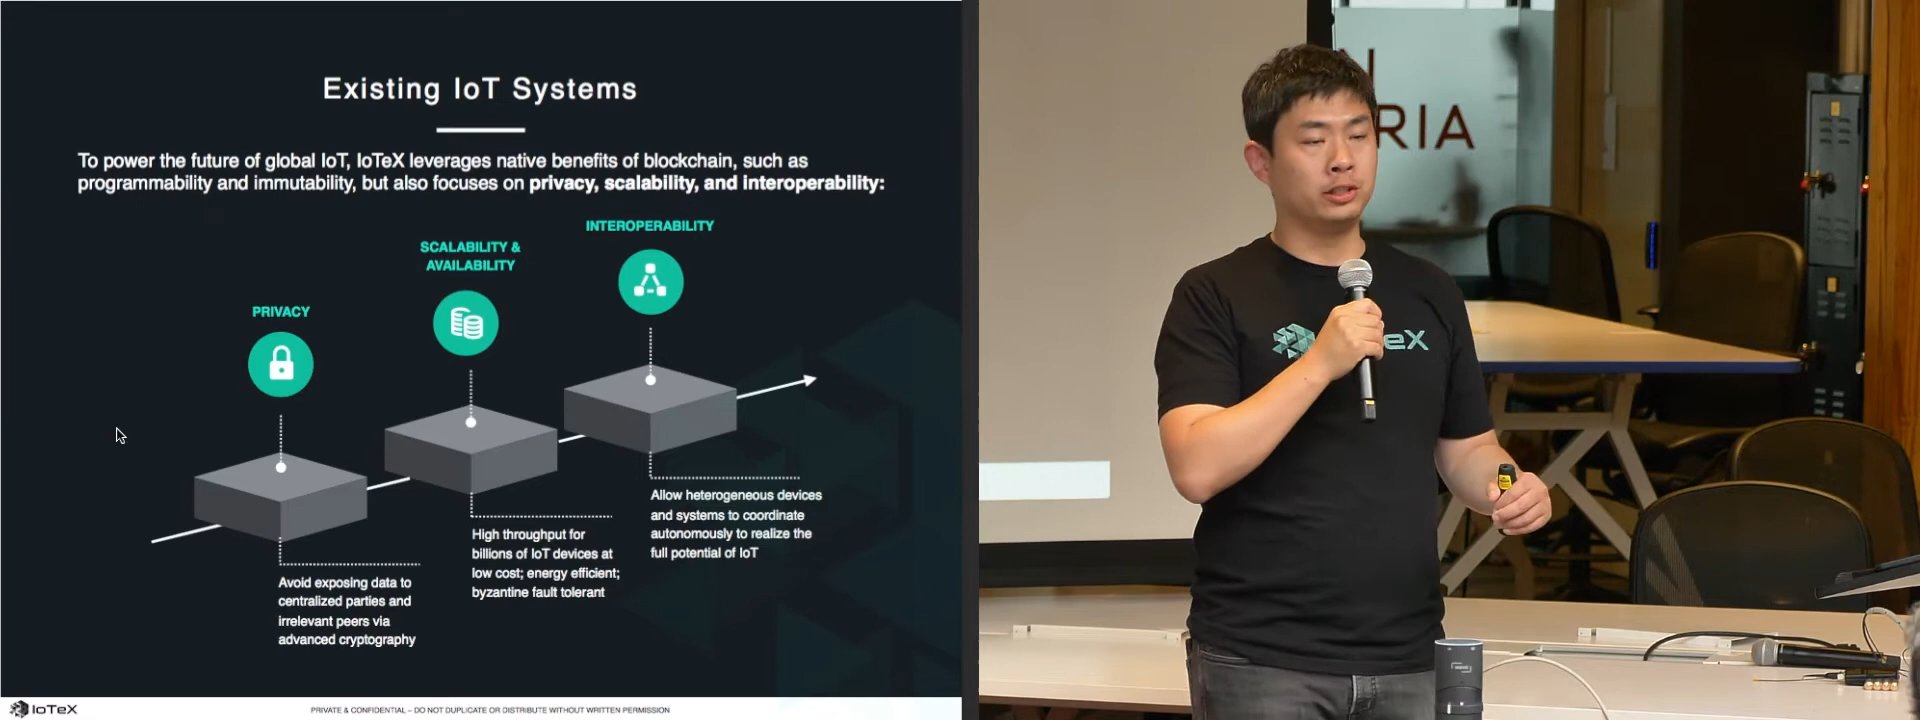 Existing IoT Systems
To power the future of global IoT, IoTeX leverages native benefits of blockchain, such as
programmability and immutability, but also focuses on privacy, scalability, and interoperability:
PRIVACY
SCALABILITY &
AVAILABILITY
INTEROPERABILITY
Avoid exposing data to
centralized parties and
irrelevant peers via
advanced cryptography
High throughput for
billions of IoT devices at
low cost; energy efficient;
byzantine fault tolerant
Allow heterogeneous devices
and systems to coordinate
autonomously to realize the
full potential of IoT
IoTeX
PRIVATE & CONFIDENTIAL – DO NOT DUPLICATE OR DISTRIBUTE WITHOUT WRITTEN PERMISSION
RIA
eX